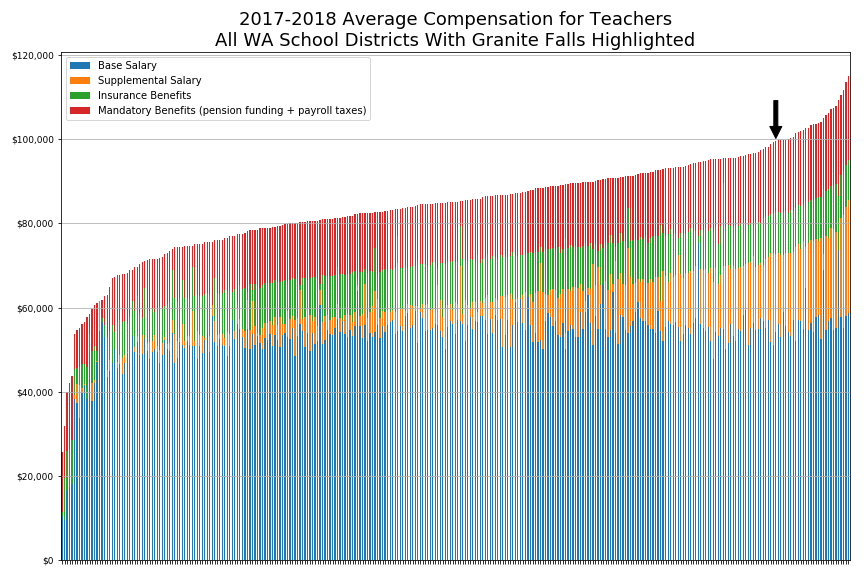 2017-2018 Average Compensation for Teachers
All WA School Districts With Granite Falls Highlighted
$120,000
Base Salary
Supplemental Salary
Insurance Benefits
Mandatory Benefits (pension funding + payroll taxes)
$100,000
$80,000
$60,000
$40,000
$20,000
$0